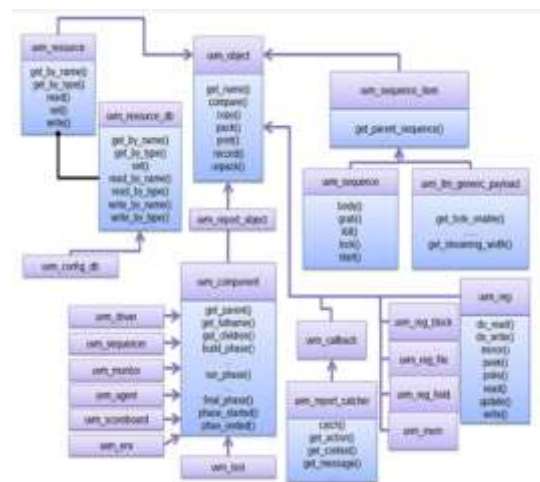 uvm_resource
get_by_name()
get_by_type()
read()
set()
write()
uvm_resource_db
get_by_name()
get_by_type()
set()
read_by_name()
read_by_type()
write_by_name()
write_by_type()
uvm_config_db
uvm_object
get_name()
compare()
copy()
pack()
print()
record()
unpack()
uvm_report_object
uvm_sequence_item
get_parent_sequence()
uvm_sequence
body()
grab()
kill()
lock()
start()
uvm_tlm_generic_payload
get_streaming_width()
uvm_component
get_parent()
get_fullname()
get_children()
build_phase()
run_phase()
final_phase()
phase_started()
phase_ended()
uvm_driver
uvm_sequencer
uvm_monitor
uvm_agent
uvm_scoreboard
uvm_env
uvm_test
uvm_callback
uvm_report_catcher
catch()
get_action()
get_context()
get_message()
uvm_reg_block
uvm_reg_file
uvm_reg_field
uvm_mem
uvm_reg
do_read()
do_write()
mirror()
peek()
poke()
read()
update()
write()